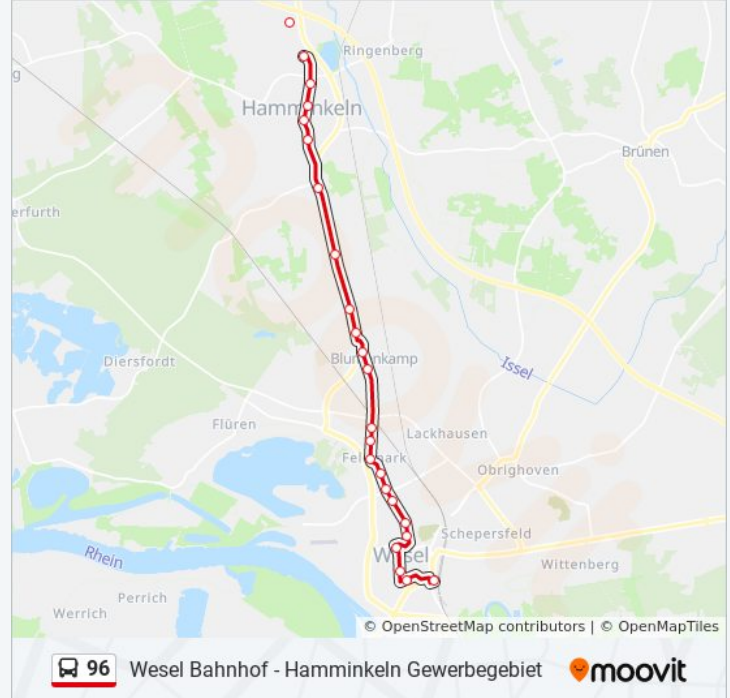 Ringenberg
Hamminkeln
Brünen
erfurth
g
Diersfordt
Blumenkamp
Issel
Flüren
Lackhausen
Feldmark
Obrighoven
Schepersfeld
Wesel
Rhein
Wittenberg
Perrich
Werrich
© OpenStreetMap contributors | © OpenMapTiles
96 Wesel Bahnhof - Hamminkeln Gewerbegebiet moovit